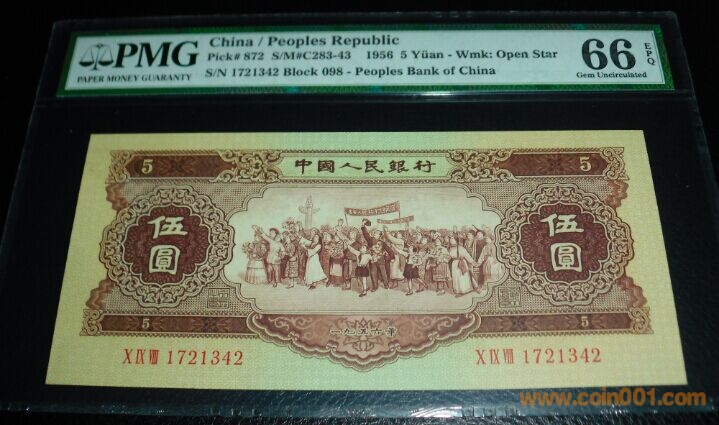 PMG
PAPER MONEY GUARANTY
China / Peoples Republic
Pick# 872 S/M#C283-43 1956 5 Yüan - Wmk: Open Star
S/N 1721342 Block 098 - Peoples Bank of China
66 EPQ
Gem Uncirculated
5 中國人民銀行 5
伍圓 伍圓
5 一九五六年 5
X IX VIII 1721342 X IX VIII 1721342
www.coin001.com